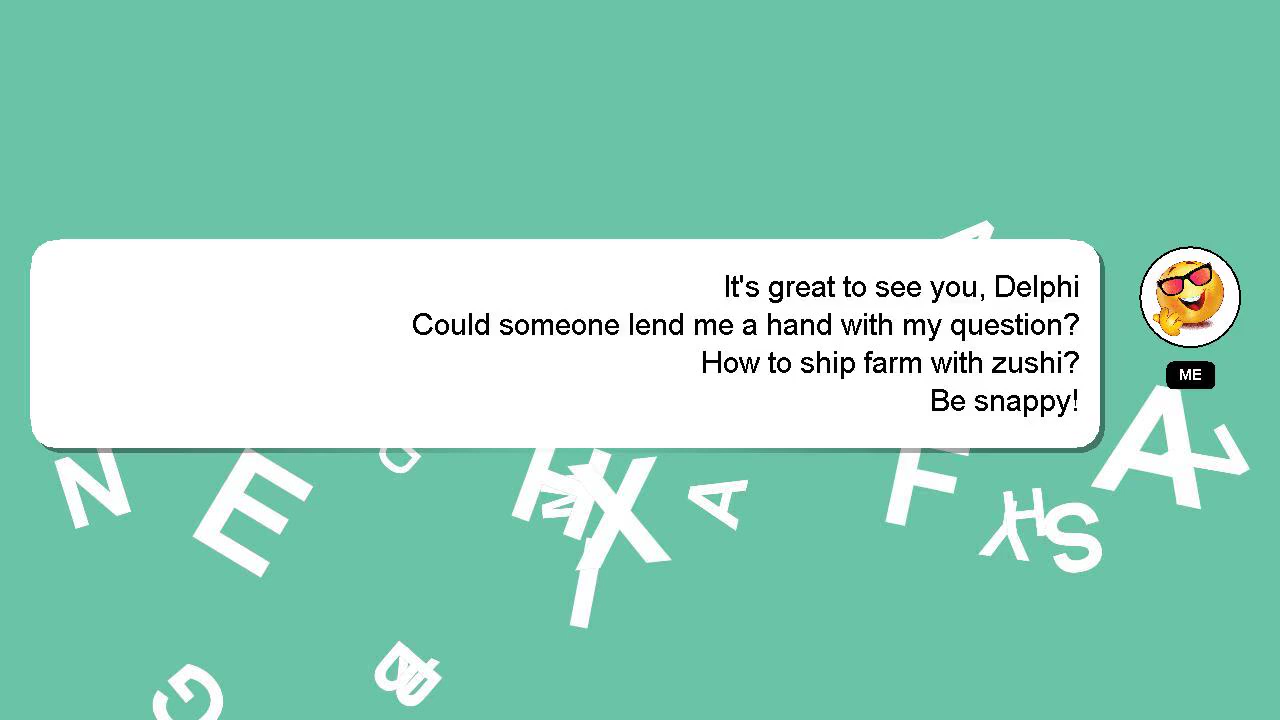 It's great to see you, Delphi
Could someone lend me a hand with my question?
How to ship farm with zushi?
Be snappy!
ME
A
N
E
D
H
N
X
I
A
F
X
H
S
A
Z
G
B